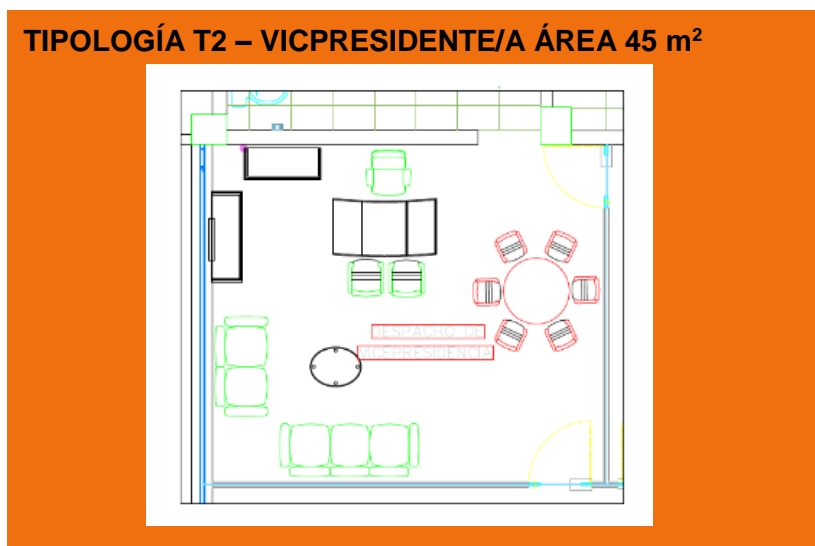 TIPOLOGÍA T2 – VICPRESIDENTE/A ÁREA 45 m²
DESPACHO DE
VICEPRESIDENCIA